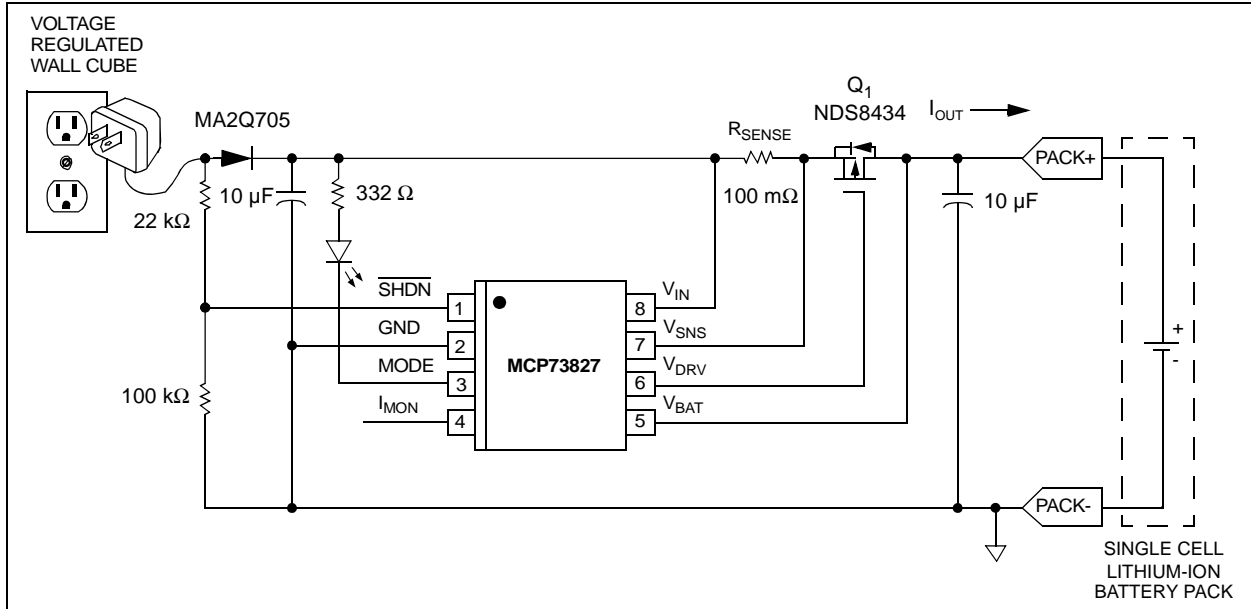 VOLTAGE
REGULATED
WALL CUBE
MA2Q705
Q1
NDS8434
IOUT
RSENSE
PACK+
10 µF
332 Ω
100 mΩ
10 µF
22 kΩ
SHDN
VIN
1
8
GND
VSNS
2
7
MCP73827
MODE
VDRV
3
6
100 kΩ
IMON
VBAT
4
5
+
-
PACK-
SINGLE CELL
LITHIUM-ION
BATTERY PACK